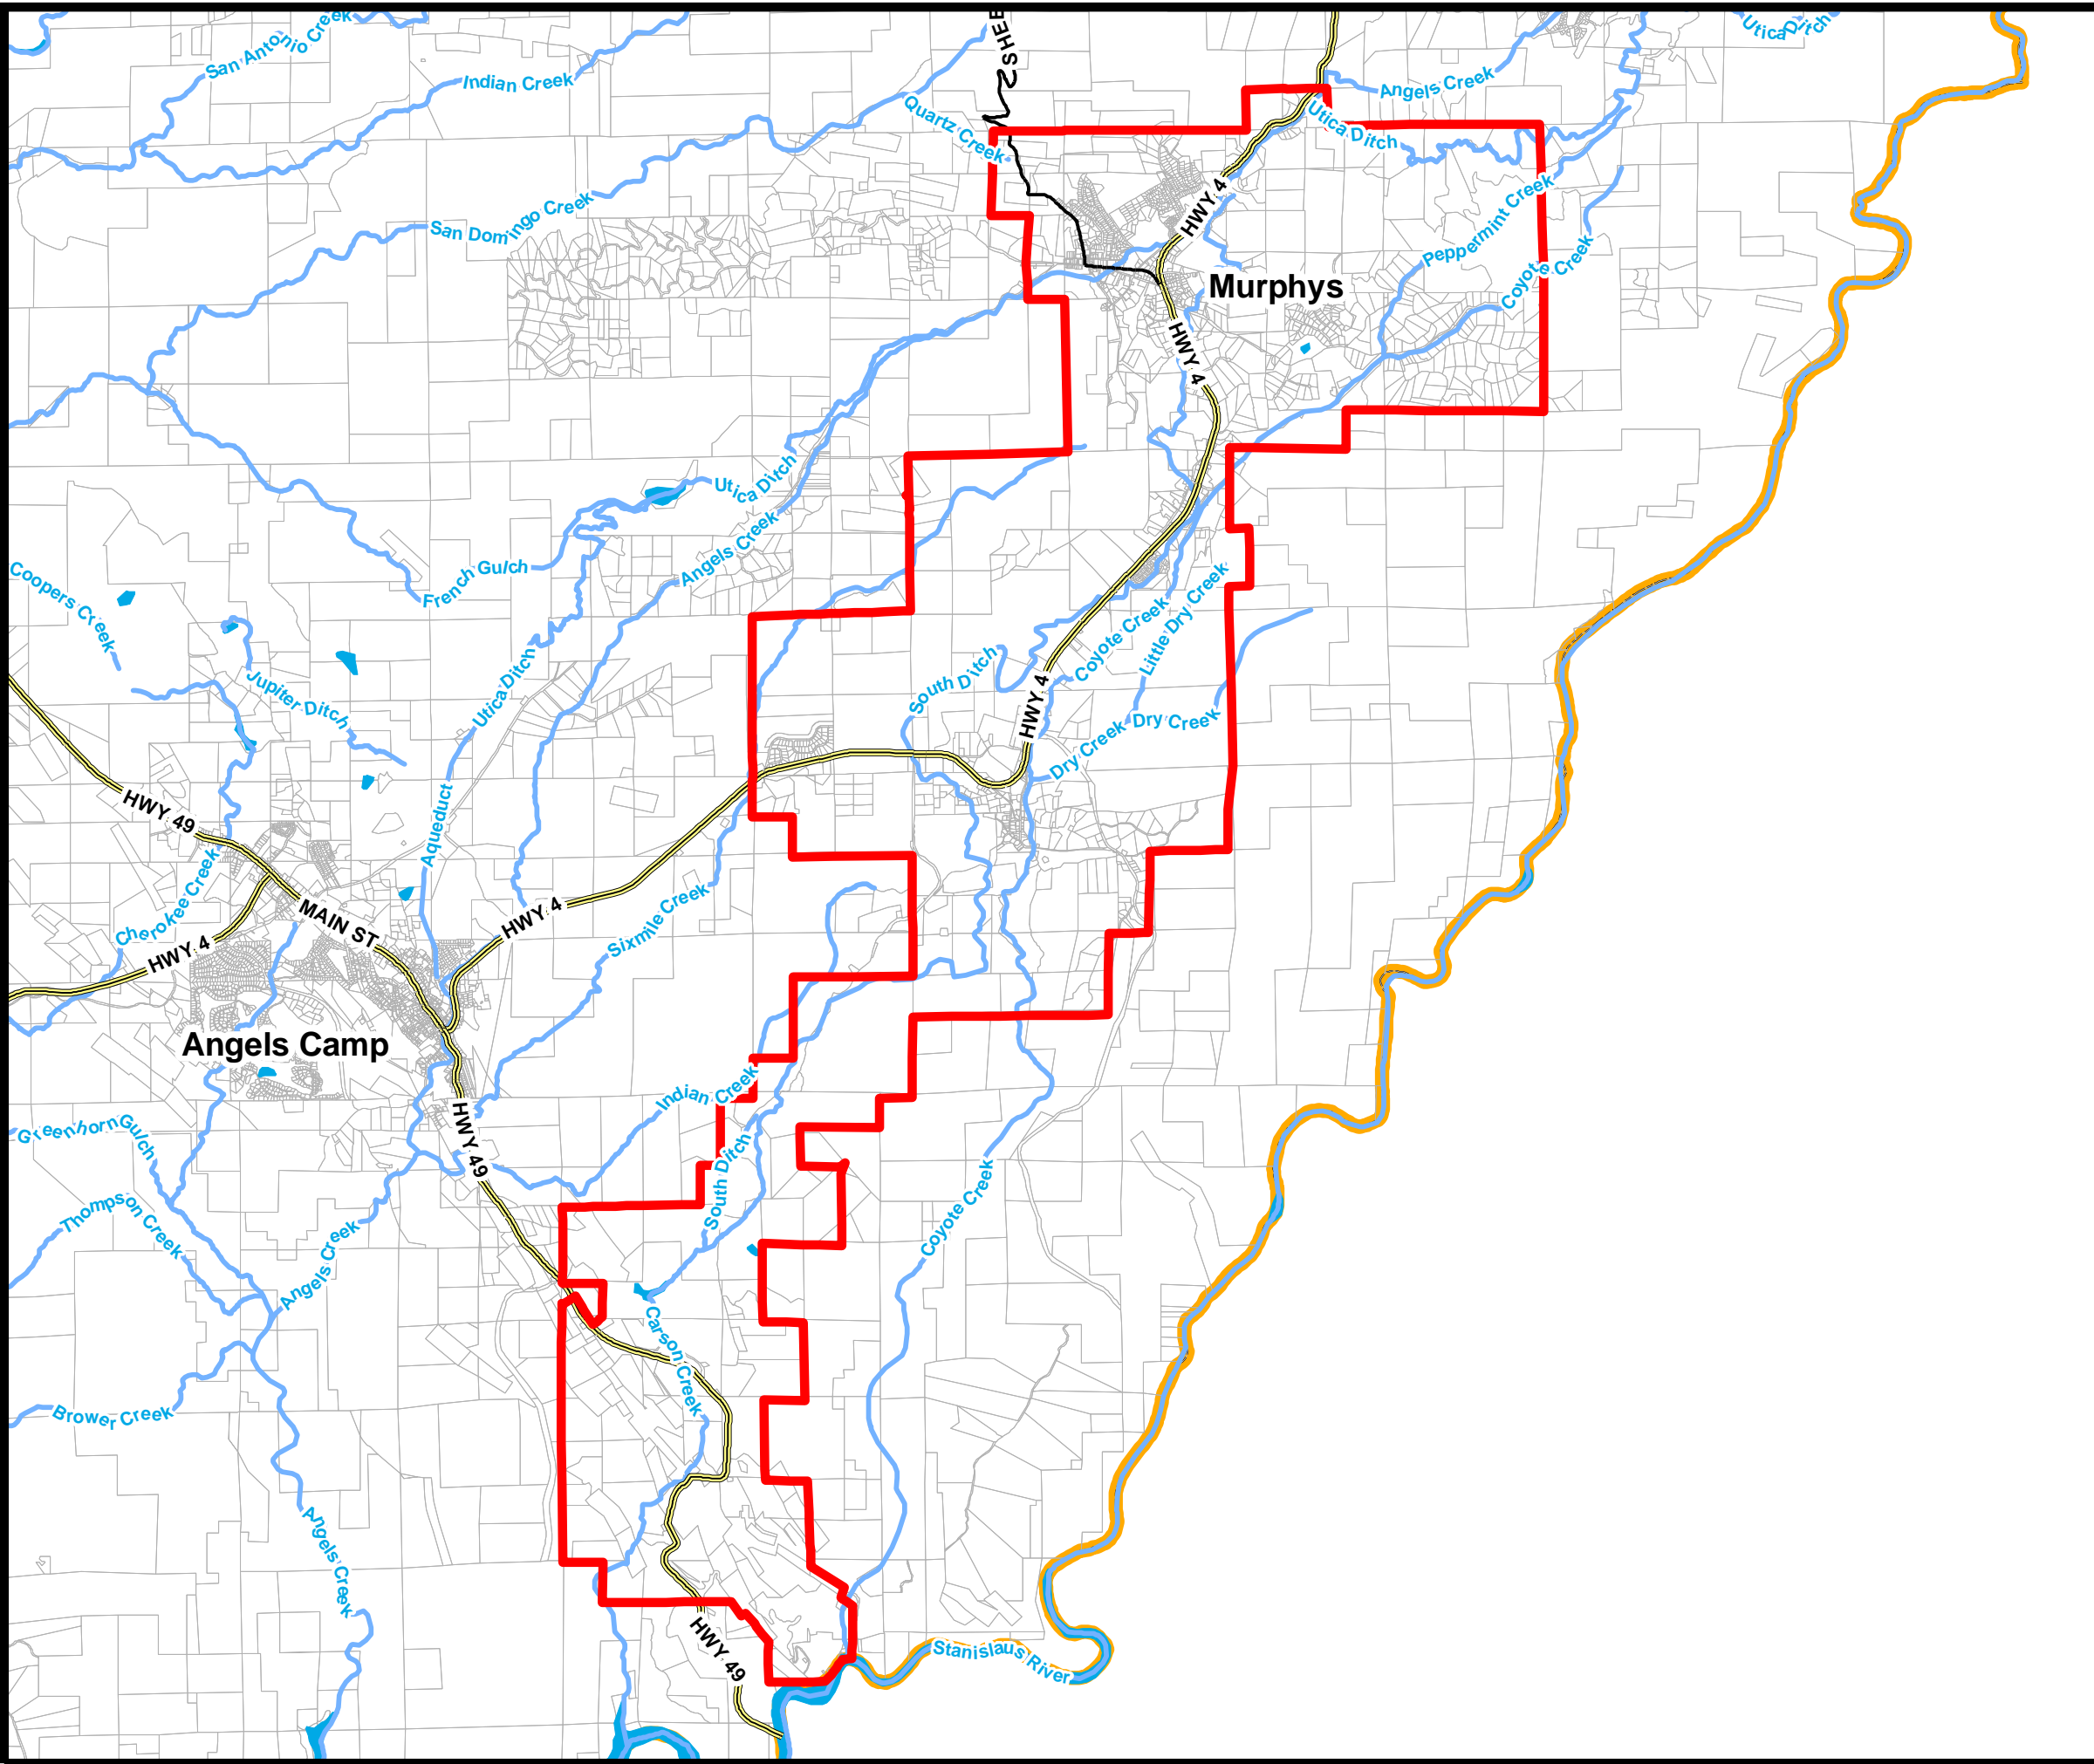 San Antonio Creek
Indian Creek
SHEE
Utica Ditch
Angels Creek
Quartz Creek
Utica Ditch
HWY 4
Peppermint Creek
San Domingo Creek
Coyote Creek
Murphys
HWY 4
Utica Ditch
Angels Creek
French Gulch
Coopers Creek
Coyote Creek
Little Dry Creek
South Ditch
Utica Ditch
Jupiter Ditch
HWY 4
Dry Creek
Dry Creek
HWY 49
Aqueduct
Cherokee Creek
MAIN ST
HWY 4
HWY 4
Sixmile Creek
Angels Camp
Indian Creek
Greenhorn Gulch
HWY 49
South Ditch
Thompson Creek
Coyote Creek
Angels Creek
Carson Creek
Brower Creek
Angels Creek
HWY 49
Stanislaus River